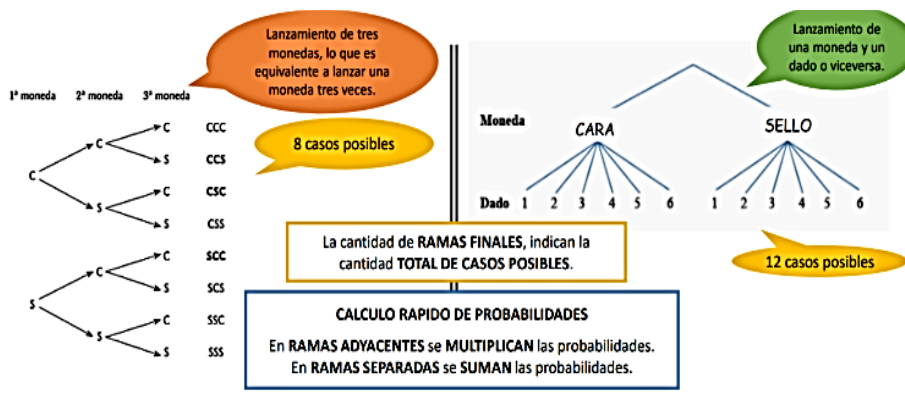 Lanzamiento de tres
monedas, lo que es
equivalente a lanzar una
moneda tres veces.
1ª moneda 2ª moneda 3ª moneda
8 casos posibles
C CCC
C
S CCS
C
C CSC
S
S CSS
C SCC
C
S SCS
S
C SSC
S
S SSS
Lanzamiento de
una moneda y un
dado o viceversa.
Moneda
CARA SELLO
Dado 1 2 3 4 5 6 1 2 3 4 5 6
12 casos posibles
La cantidad de RAMAS FINALES, indican la
cantidad TOTAL DE CASOS POSIBLES.
CALCULO RAPIDO DE PROBABILIDADES
En RAMAS ADYACENTES se MULTIPLICAN las probabilidades.
En RAMAS SEPARADAS se SUMAN las probabilidades.